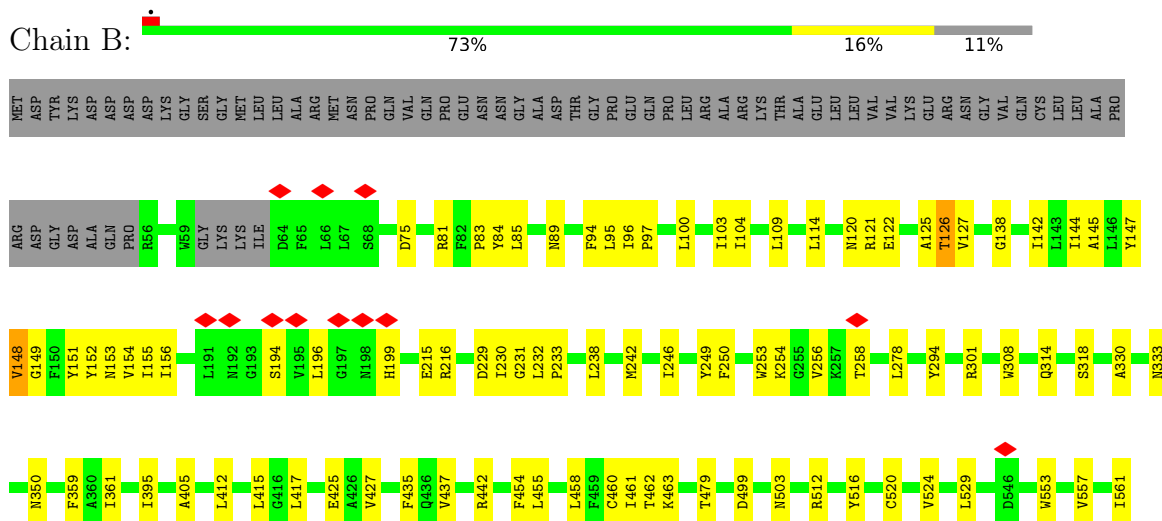 Chain B:
73% 16% 11%
MET ASP TYR LYS ASP ASP ASP ASP LYS GLY SER GLY MET LEU LEU ALA ARG MET ASN PRO GLN VAL GLN PRO GLU ASN ASN GLY ALA ASP THR GLY PRO GLU GLN PRO LEU ARG ALA ARG LYS THR ALA GLU LEU LEU VAL VAL LYS GLU ARG ASN GLY VAL GLN CYS LEU LEU ALA PRO
ARG ASP GLY ASP ALA GLN PRO R56 W59 GLY LYS LYS ILE D64 F65 L66 L67 S68 D75 R81 F82 P83 Y84 L85 N89 F94 L95 I96 P97 L100 I103 I104 L109 L114 N120 R121 E122 A125 T126 V127 G138 I142 L143 I144 A145 L146 Y147
V148 G149 F150 Y151 Y152 N153 V154 I155 I156 L191 N192 G193 S194 V195 L196 G197 N198 H199 E215 R216 D229 I230 G231 L232 P233 L238 M242 I246 Y249 F250 W253 K254 G255 V256 K257 T258 L278 Y294 R301 W308 Q314 S318 A330 N333
N350 F359 A360 I361 I395 A405 L412 L415 G416 L417 E425 A426 V427 F435 Q436 V437 R442 F454 L455 L458 F459 C460 I461 T462 K463 T479 D499 N503 R512 Y516 C520 V524 L529 D546 W553 V557 I561